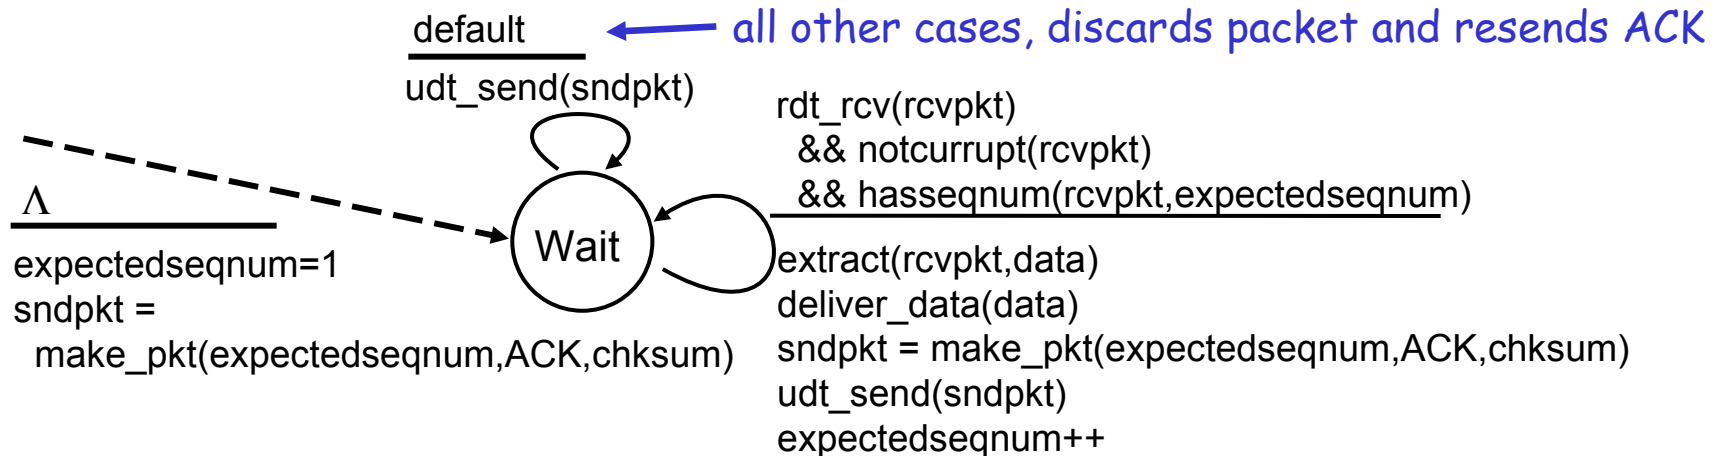 default
all other cases, discards packet and resends ACK
udt_send(sndpkt)
rdt_rcv(rcvpkt)
&& notcurrupt(rcvpkt)
&& hasseqnum(rcvpkt,expectedseqnum)
Λ
Wait
expectedseqnum=1
sndpkt =
make_pkt(expectedseqnum,ACK,chksum)
extract(rcvpkt,data)
deliver_data(data)
sndpkt = make_pkt(expectedseqnum,ACK,chksum)
udt_send(sndpkt)
expectedseqnum++